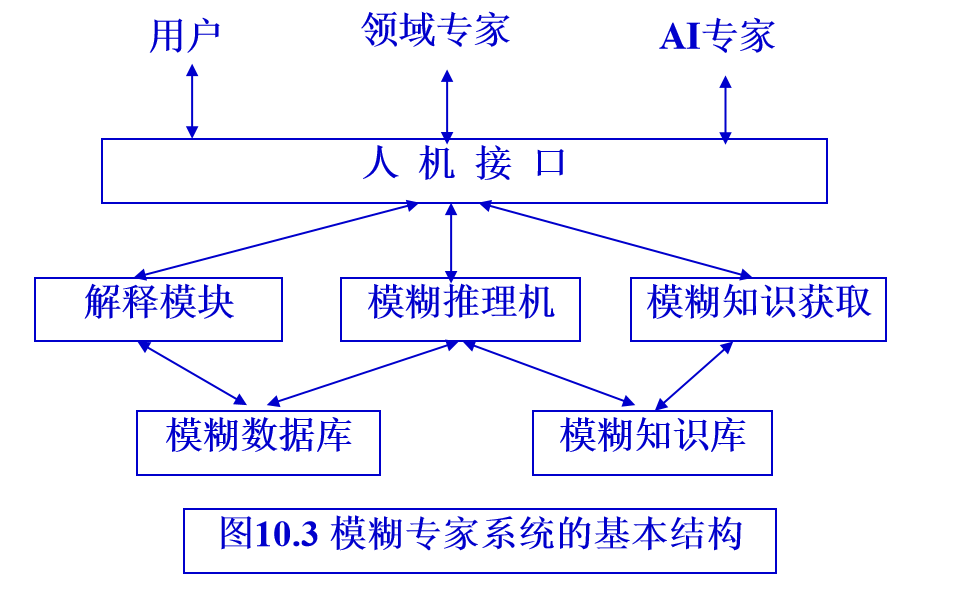 用户 领域专家 AI专家
人 机 接 口
解释模块 模糊推理机 模糊知识获取
模糊数据库 模糊知识库
图10.3 模糊专家系统的基本结构